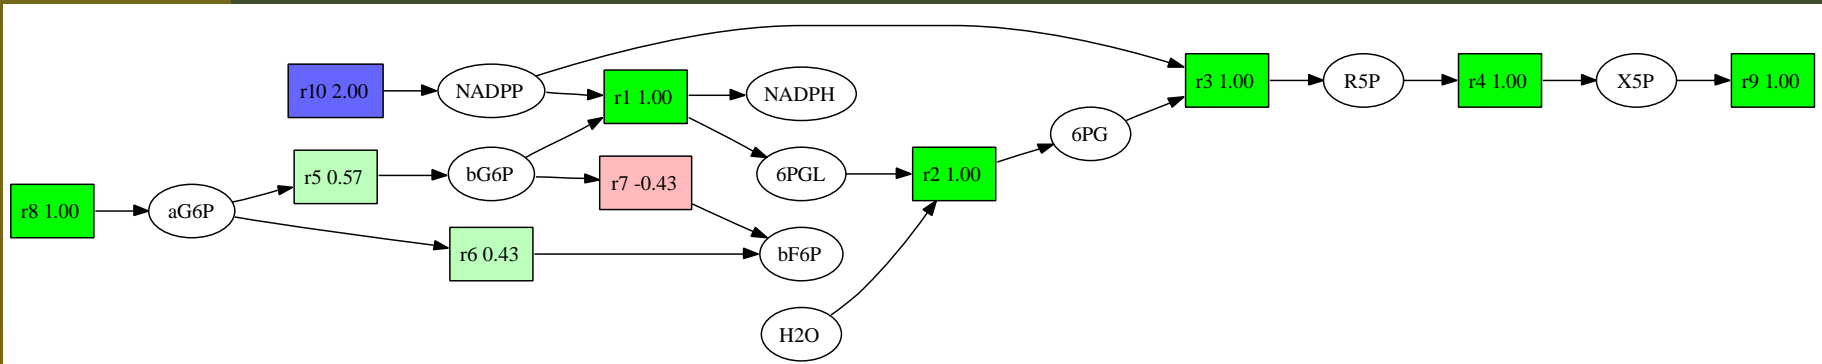 r10 2.00
NADPP
r1 1.00
NADPH
r3 1.00
R5P
r4 1.00
X5P
r9 1.00
6PG
r5 0.57
bG6P
r7 -0.43
6PGL
r2 1.00
r8 1.00
aG6P
r6 0.43
bF6P
H2O